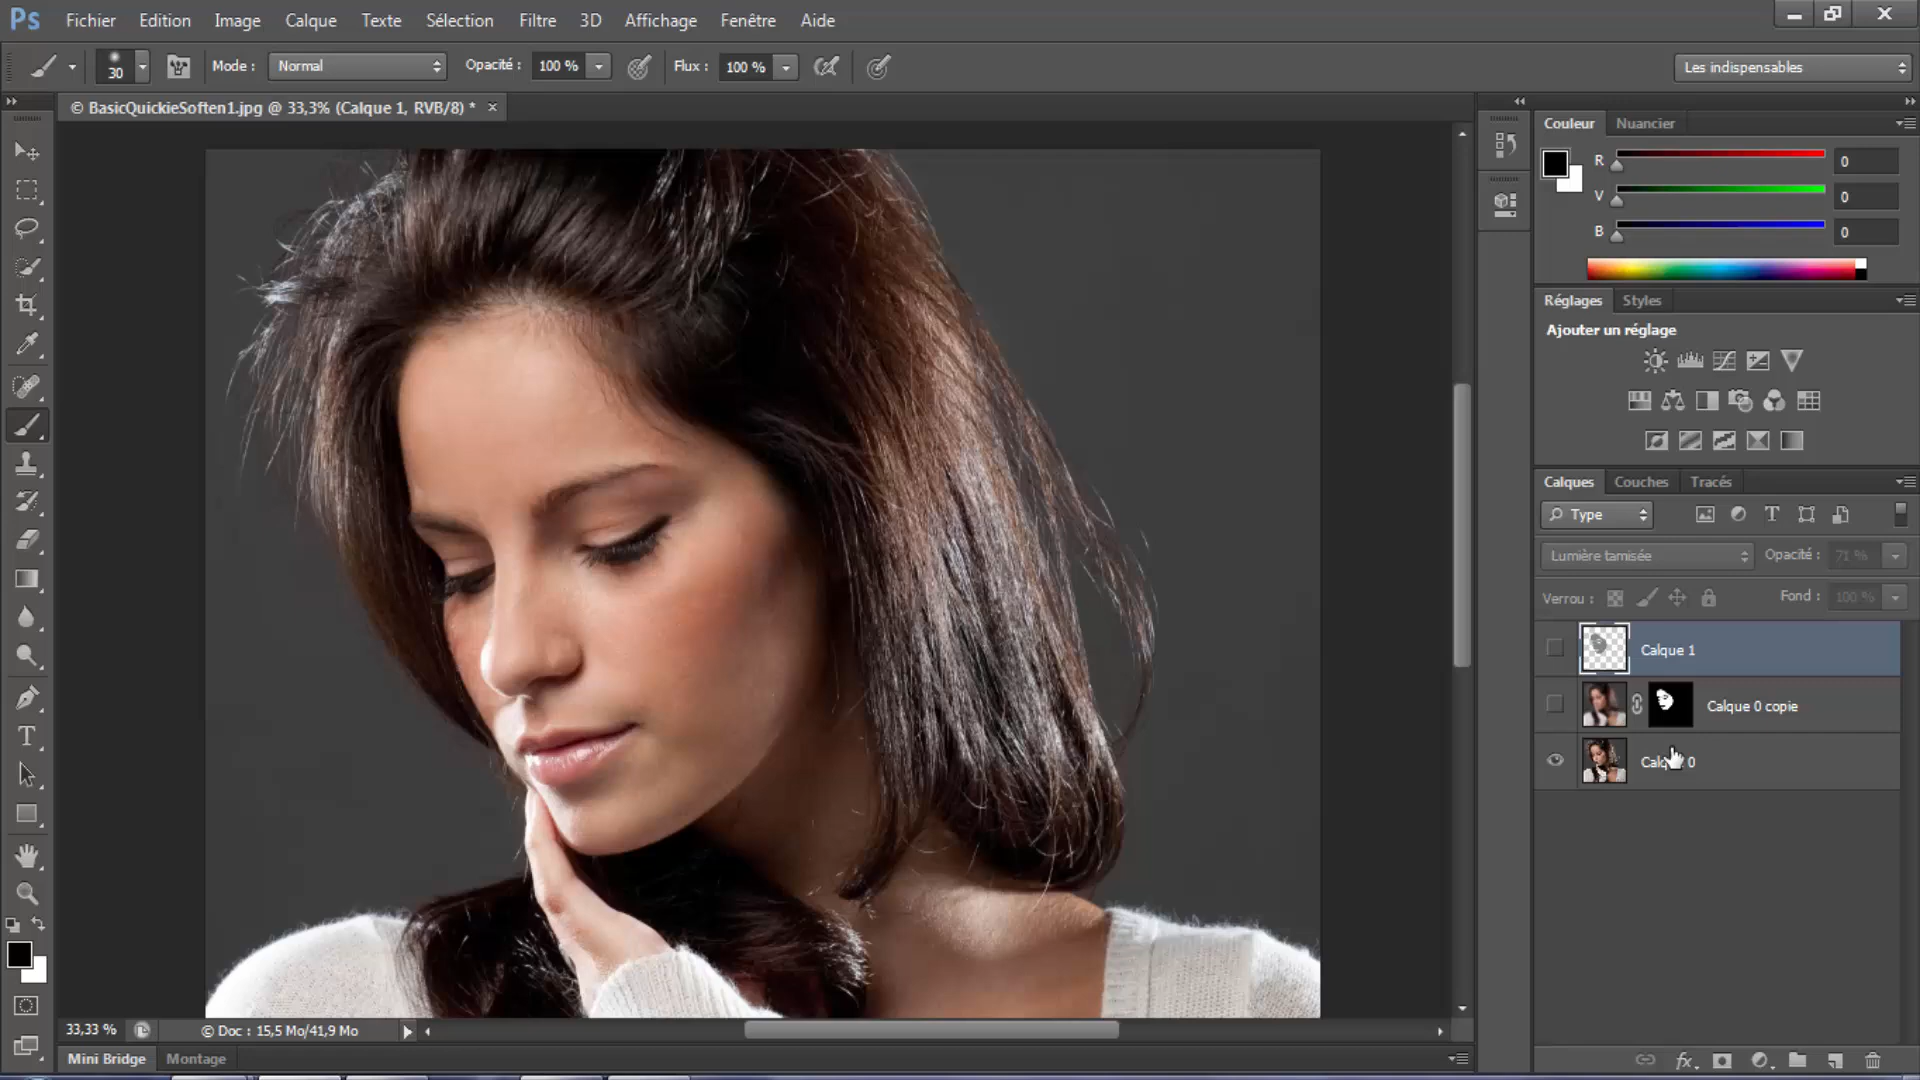 Ps Fichier Edition Image Calque Texte Sélection Filtre 3D Affichage Fenêtre Aide
30 Mode : Normal Opacité : 100 % Flux : 100 % Les indispensables
© BasicQuickieSoften1.jpg @ 33,3% (Calque 1, RVB/8) * ×
Couleur Nuancier
R 0
V 0
B 0
Réglages Styles
Ajouter un réglage
Calques Couches Tracés
Type
Lumière tamisée Opacité : 71 %
Verrou : Fond : 100 %
Calque 1
Calque 0 copie
Calque 0
33,33 % © Doc : 15,5 Mo/41,9 Mo
Mini Bridge Montage